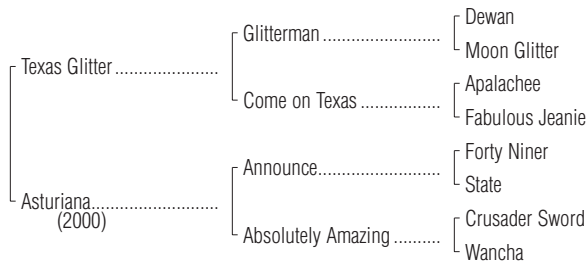 Dewan
Glitterman
Moon Glitter
Texas Glitter
Apalachee
Come on Texas
Fabulous Jeanie
Forty Niner
Announce
State
Asturiana
(2000)
Crusader Sword
Absolutely Amazing
Wancha